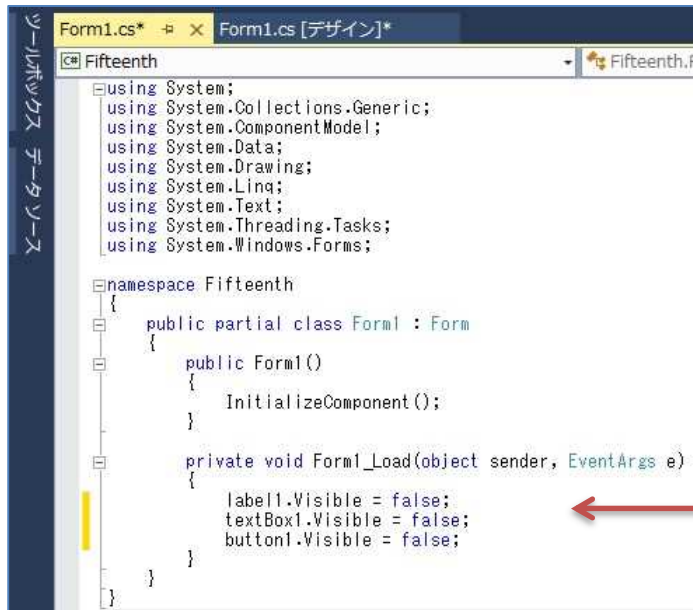 ツールボックス データ ソース
Form1.cs* Form1.cs [デザイン]*
C# Fifteenth Fifteenth.F
using System;
using System.Collections.Generic;
using System.ComponentModel;
using System.Data;
using System.Drawing;
using System.Linq;
using System.Text;
using System.Threading.Tasks;
using System.Windows.Forms;
namespace Fifteenth
{
public partial class Form1 : Form
{
public Form1()
{
InitializeComponent();
}
private void Form1_Load(object sender, EventArgs e)
{
label1.Visible = false;
textBox1.Visible = false;
button1.Visible = false;
}
}
}